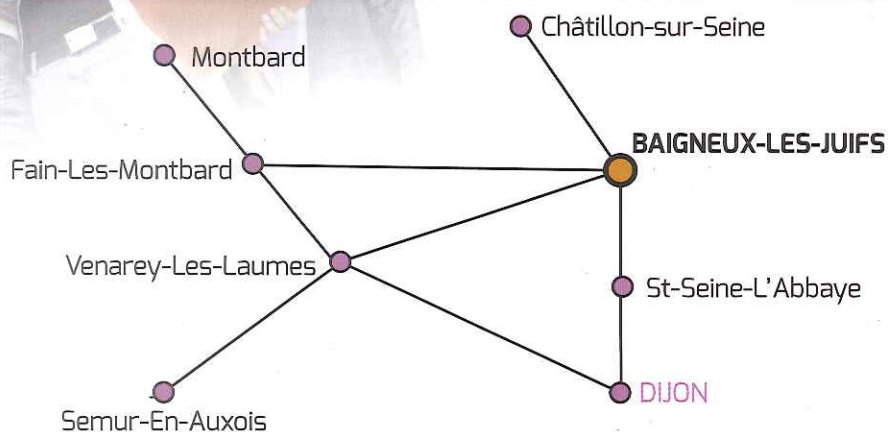 Châtillon-sur-Seine
Montbard
BAIGNEUX-LES-JUIFS
Fain-Les-Montbard
Venarey-Les-Laumes
St-Seine-L'Abbaye
DIJON
Semur-En-Auxois